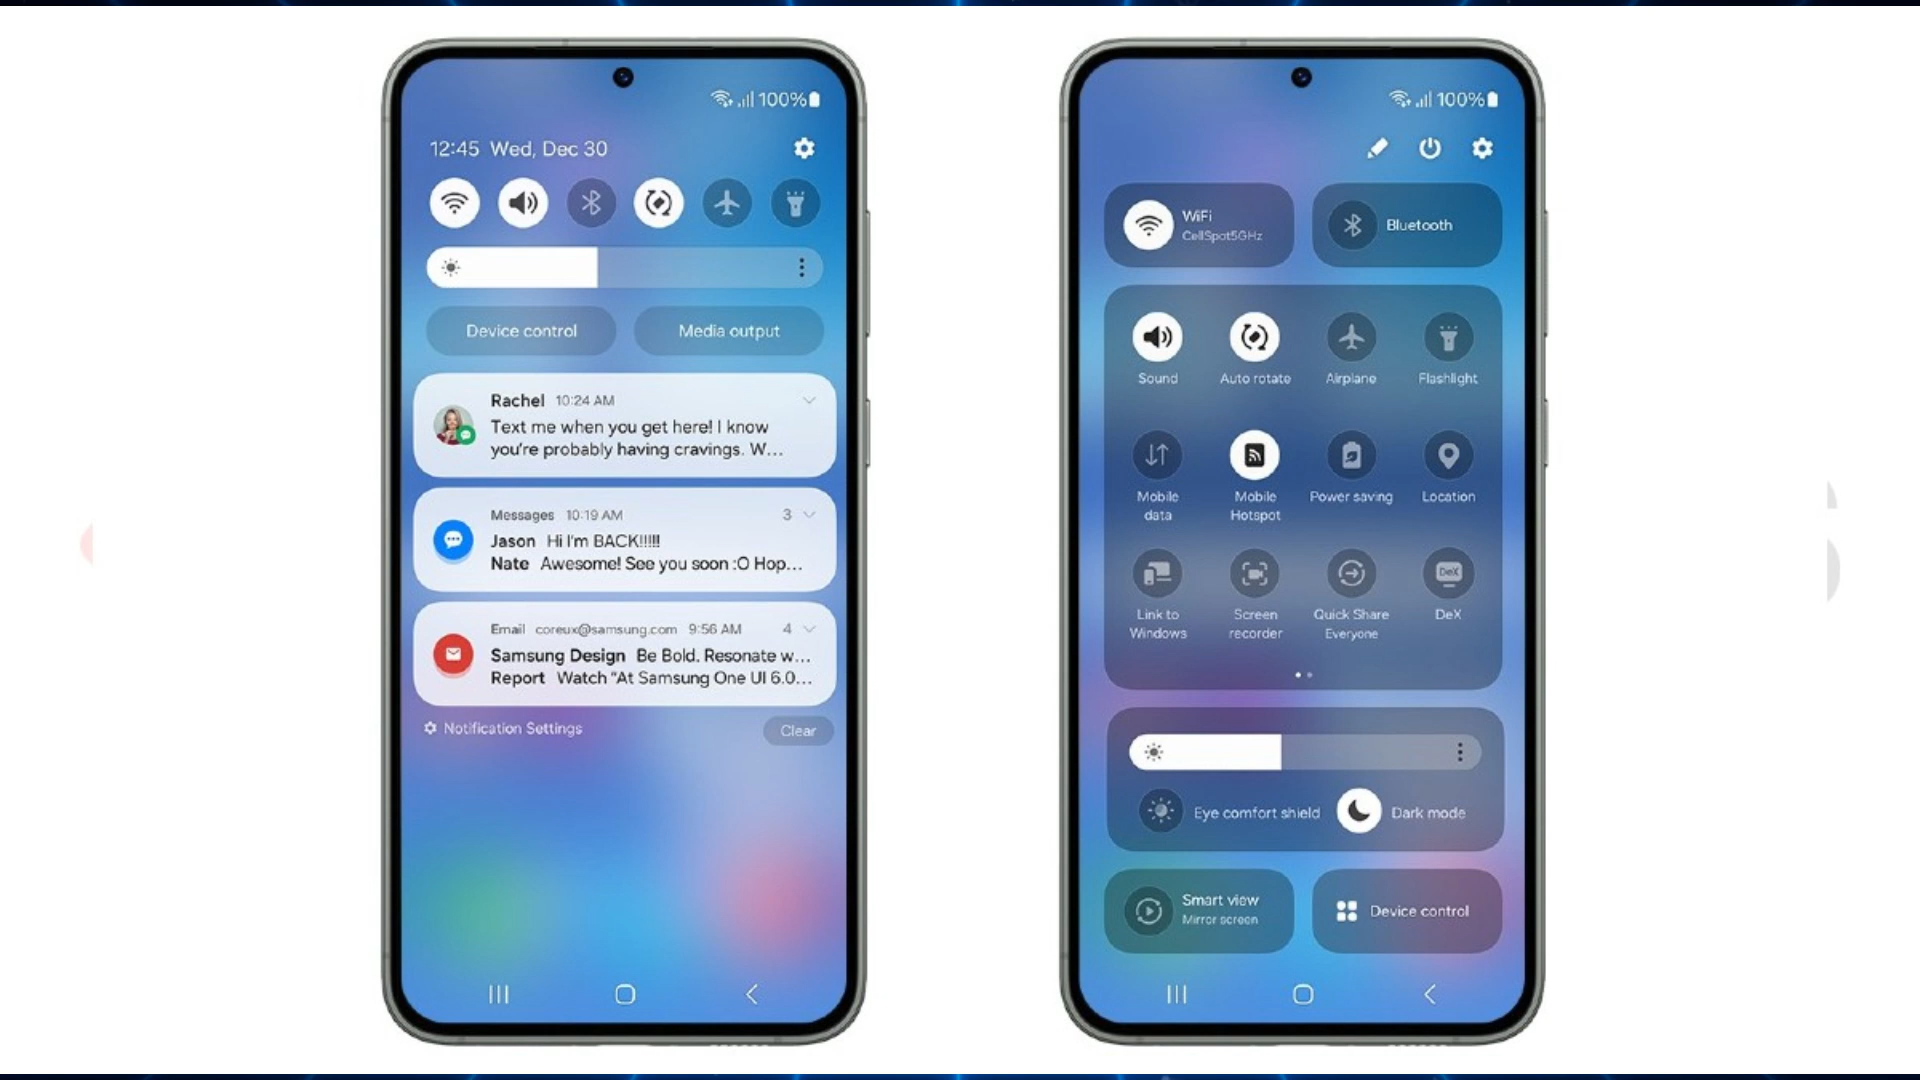 100%
12:45 Wed, Dec 30
Device control
Media output
Rachel 10:24 AM
Text me when you get here! I know
you're probably having cravings. W...
Messages 10:19 AM 3
Jason Hi I'm BACK!!!!!
Nate Awesome! See you soon :O Hop...
Email coreux@samsung.com 9:56 AM 4
Samsung Design Be Bold. Resonate w...
Report Watch "At Samsung One UI 6.0...
Notification Settings
Clear
100%
WiFi
CellSpot5GHz
Bluetooth
Sound
Auto rotate
Airplane
Flashlight
Mobile
data
Mobile
Hotspot
Power saving
Location
Link to
Windows
Screen
recorder
Quick Share
Everyone
DeX
DeX
Eye comfort shield
Dark mode
Smart view
Mirror screen
Device control